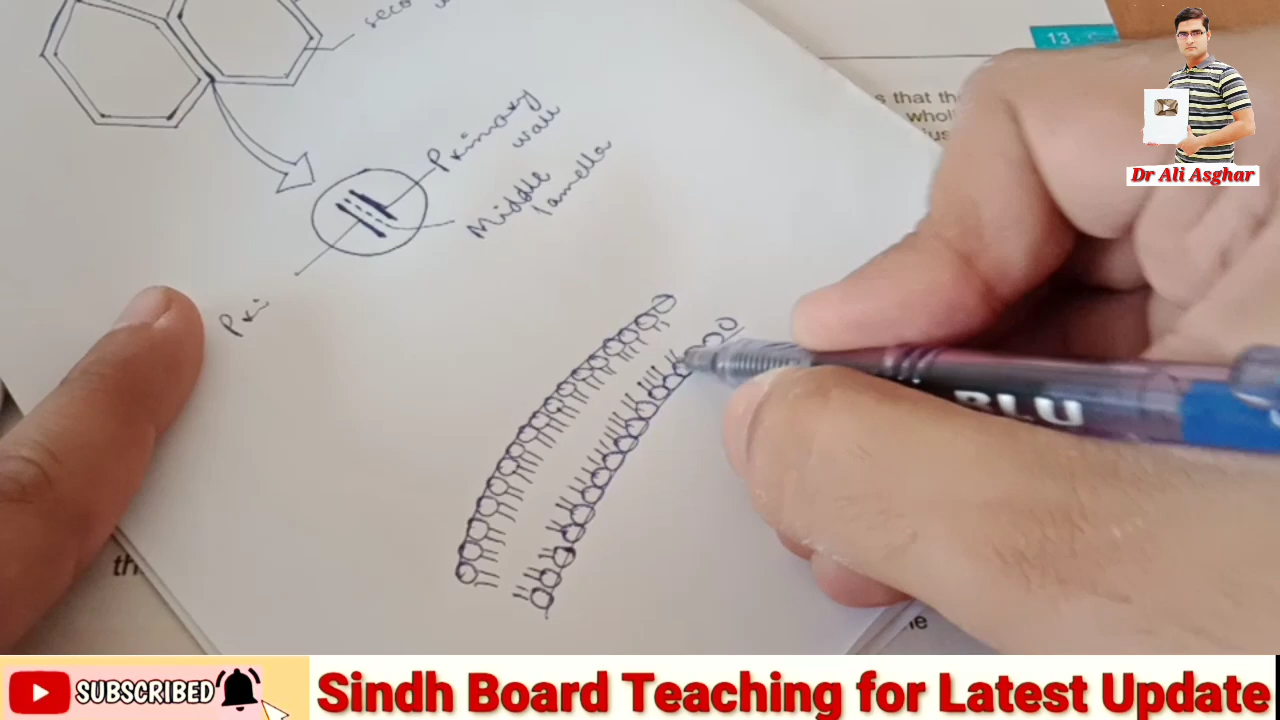 seco
13
s that th
whol
Primary
wall
Middle
lamella
Pri
th
BLU
Dr Ali Asghar
SUBSCRIBED
Sindh Board Teaching for Latest Update